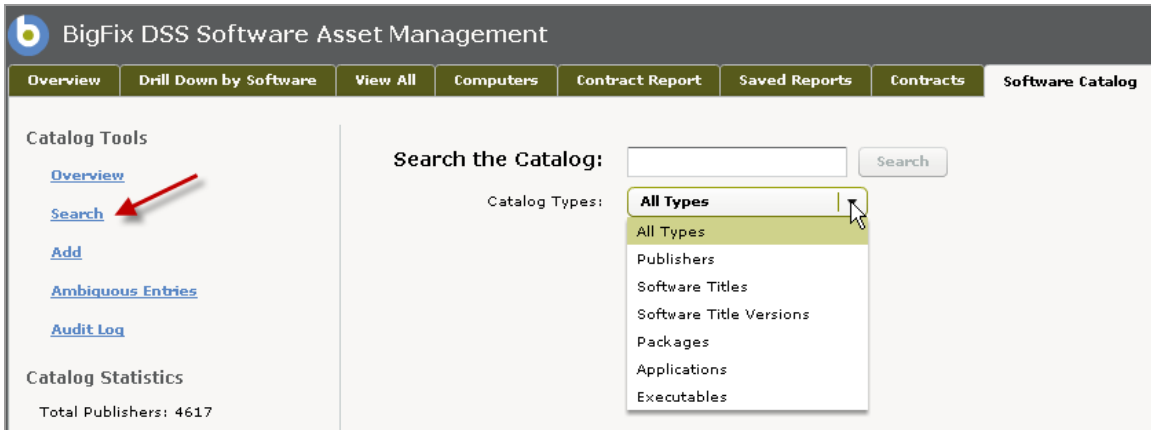 b BigFix DSS Software Asset Management
Overview Drill Down by Software View All Computers Contract Report Saved Reports Contracts Software Catalog
Catalog Tools
Overview
Search
Add
Ambiguous Entries
Audit Log
Catalog Statistics
Total Publishers: 4617
Search the Catalog: Search
Catalog Types: All Types
All Types
Publishers
Software Titles
Software Title Versions
Packages
Applications
Executables